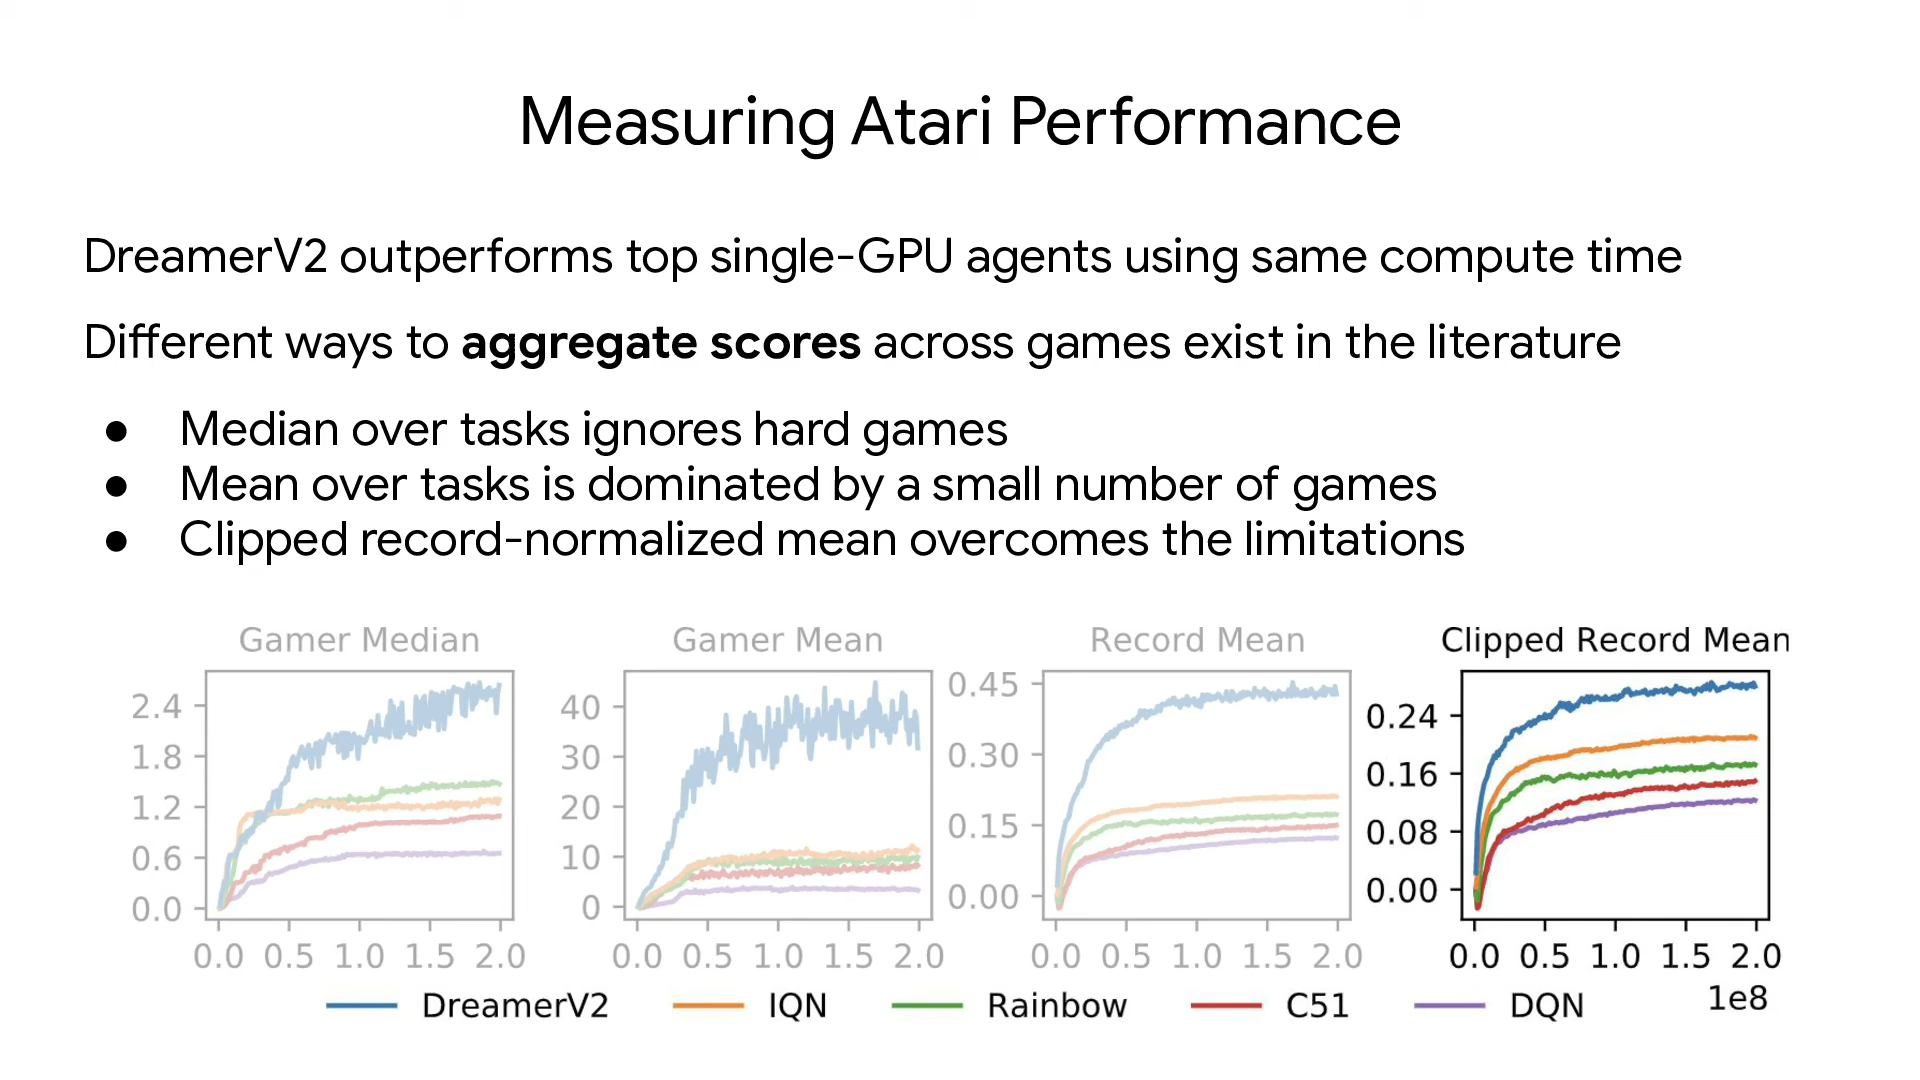 Measuring Atari Performance
DreamerV2 outperforms top single-GPU agents using same compute time
Different ways to aggregate scores across games exist in the literature
● Median over tasks ignores hard games
● Mean over tasks is dominated by a small number of games
● Clipped record-normalized mean overcomes the limitations
Gamer Median
2.4
1.8
1.2
0.6
0.0
0.0 0.5 1.0 1.5 2.0
Gamer Mean
40
30
20
10
0
0.0 0.5 1.0 1.5 2.0
Record Mean
0.45
0.30
0.15
0.00
0.0 0.5 1.0 1.5 2.0
Clipped Record Mean
0.24
0.16
0.08
0.00
0.0 0.5 1.0 1.5 2.0
1e8
DreamerV2 IQN Rainbow C51 DQN